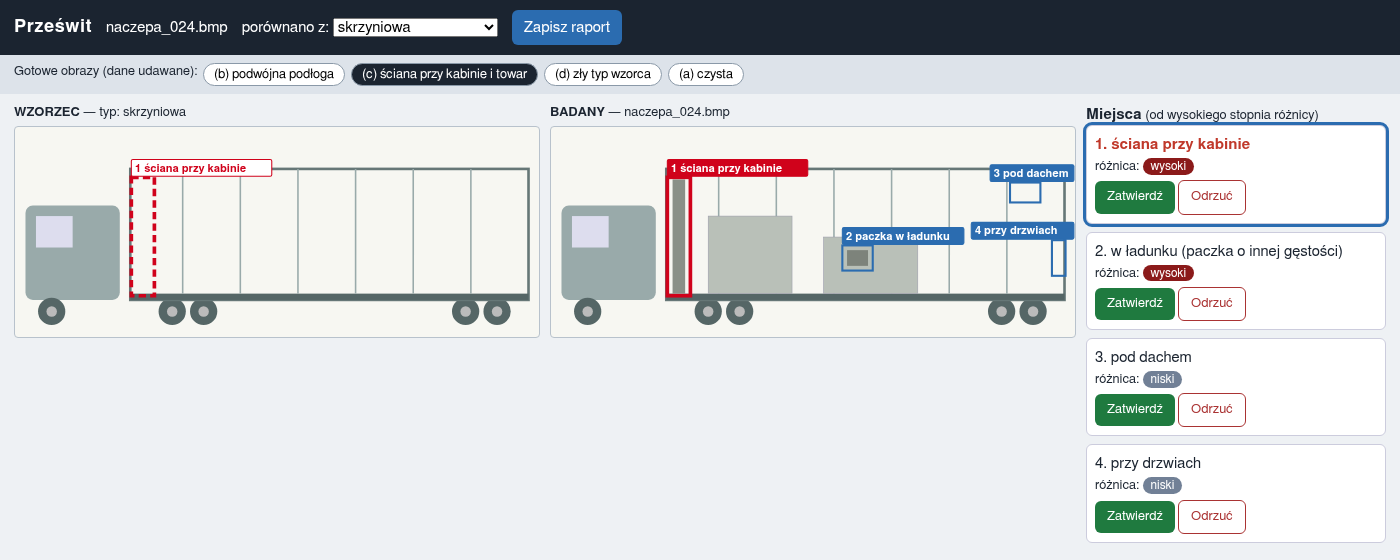 Prześwit naczepa_024.bmp porównano z: skrzyniowa Zapisz raport
Gotowe obrazy (dane udawane): (b) podwójna podłoga (c) ściana przy kabinie i towar (d) zły typ wzorca (a) czysta
WZORZEC — typ: skrzyniowa
1 ściana przy kabinie
BADANY — naczepa_024.bmp
1 ściana przy kabinie
3 pod dachem
2 paczka w ładunku
4 przy drzwiach
Miejsca (od wysokiego stopnia różnicy)
1. ściana przy kabinie
różnica: wysoki
Zatwierdź Odrzuć
2. w ładunku (paczka o innej gęstości)
różnica: wysoki
Zatwierdź Odrzuć
3. pod dachem
różnica: niski
Zatwierdź Odrzuć
4. przy drzwiach
różnica: niski
Zatwierdź Odrzuć